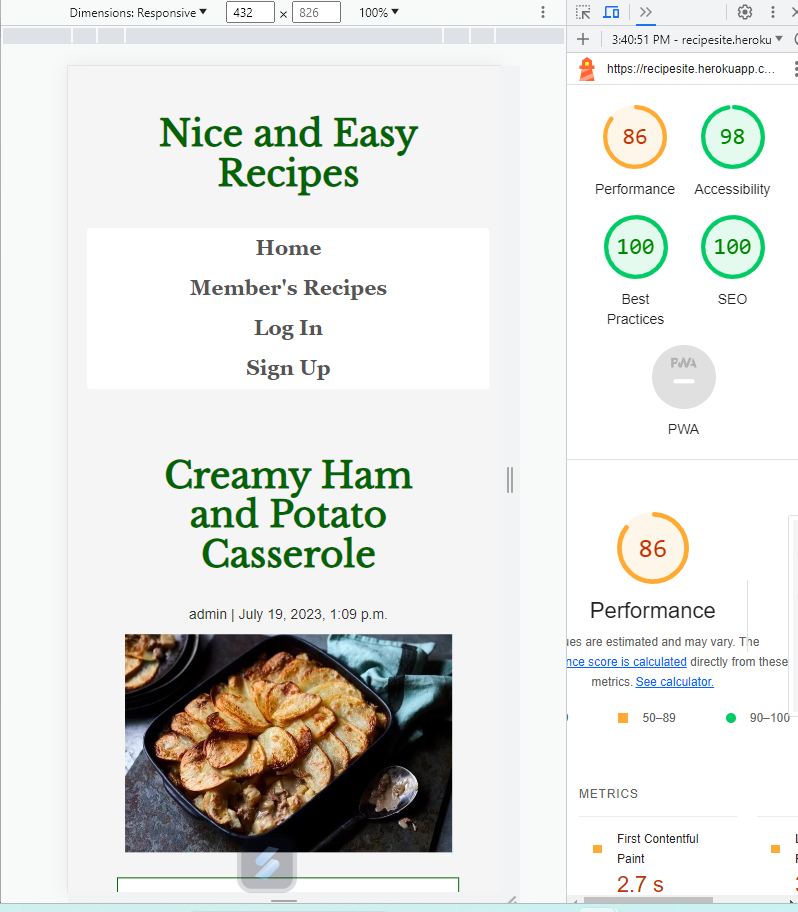 Dimensions: Responsive
432 × 826
100%
3:40:51 PM - recipesite.heroku
https://recipesite.herokuapp.c...
Nice and Easy
Recipes
Home
Member's Recipes
Log In
Sign Up
Creamy Ham
and Potato
Casserole
admin | July 19, 2023, 1:09 p.m.
86
98
Performance
Accessibility
100
100
Best
Practices
SEO
PWA
PWA
86
Performance
ues are estimated and may vary. The
nce score is calculated directly from these
metrics. See calculator.
50–89
90–100
METRICS
First Contentful
Paint
2.7 s